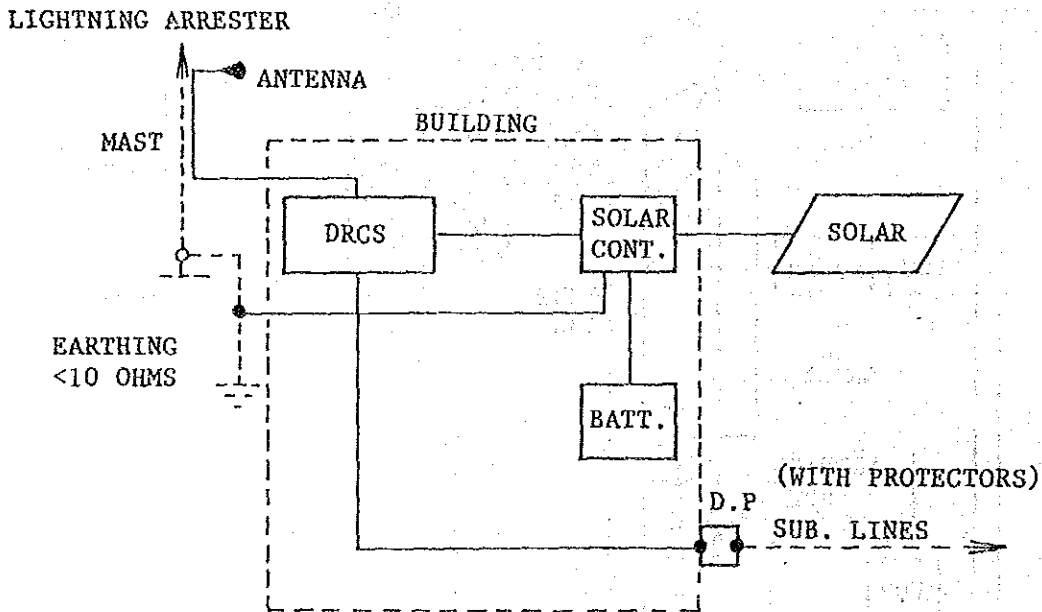 LIGHTNING ARRESTER
ANTENNA
MAST
BUILDING
DRCS
SOLAR
CONT.
SOLAR
EARTHING
<10 OHMS
BATT.
(WITH PROTECTORS)
D.P
SUB. LINES